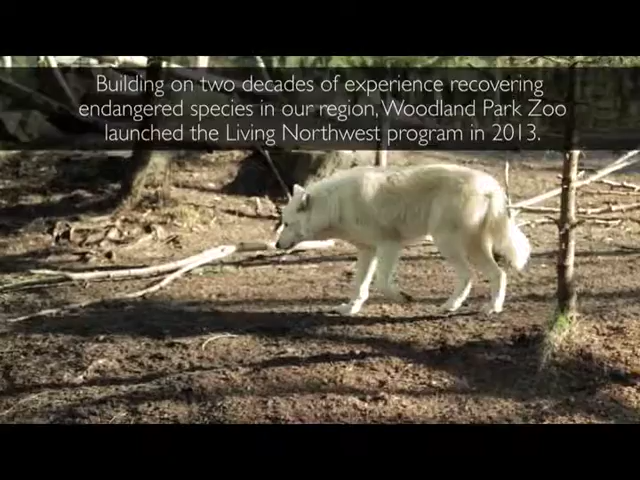 Building on two decades of experience recovering
endangered species in our region, Woodland Park Zoo
launched the Living Northwest program in 2013.